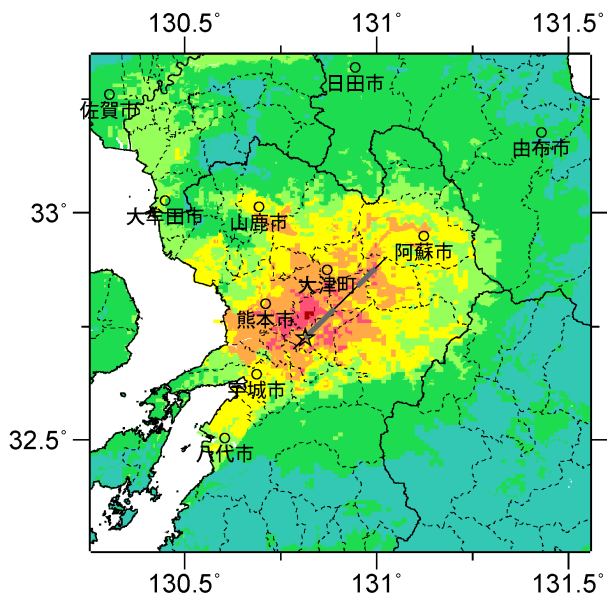 130.5° 131° 131.5°
日田市
佐賀市
由布市
33°
大牟田市
山鹿市
阿蘇市
大津町
熊本市
宇城市
32.5°
八代市
130.5° 131° 131.5°